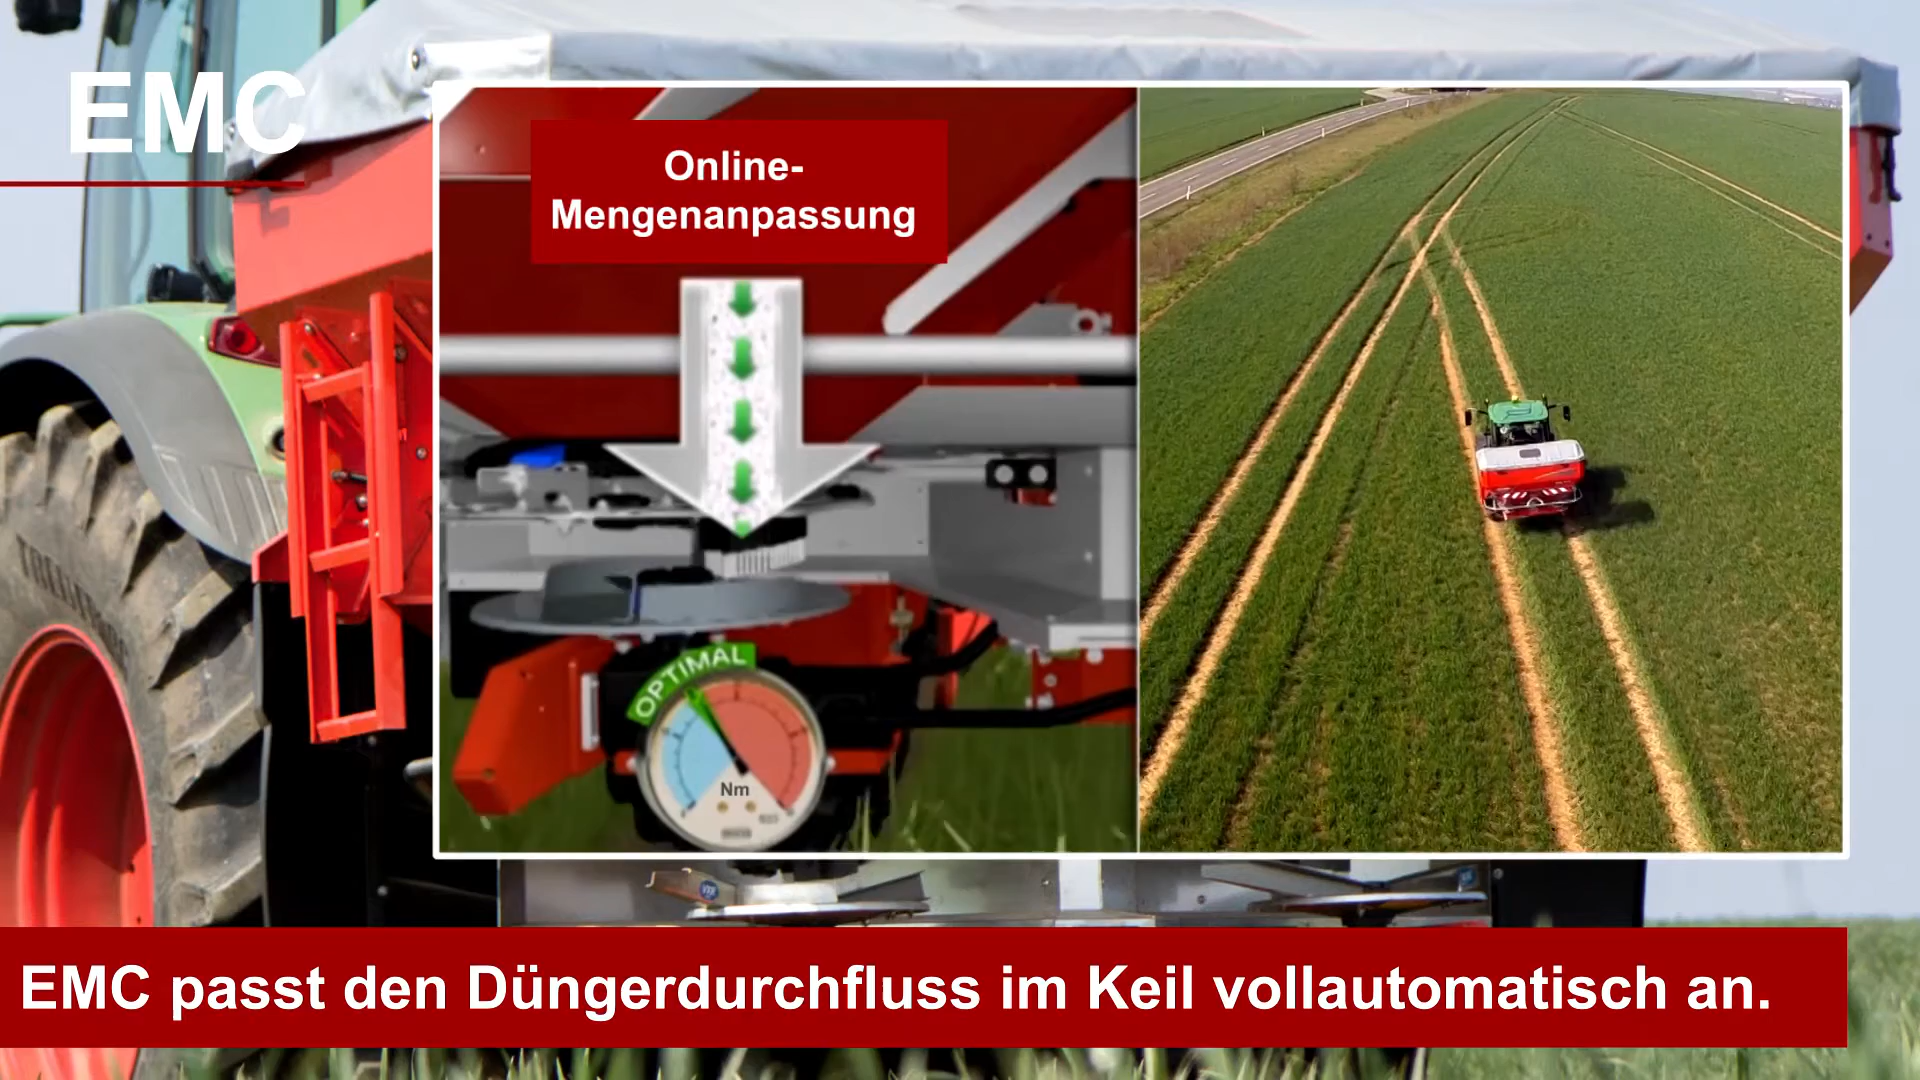 EMC
Online-
Mengenanpassung
OPTIMAL
Nm
EMC passt den Düngerdurchfluss im Keil vollautomatisch an.